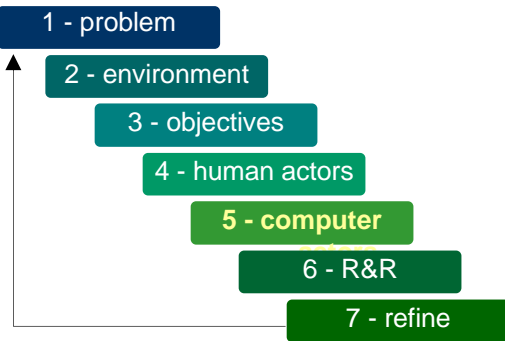 1 - problem
2 - environment
3 - objectives
4 - human actors
5 - computer
6 - R&R
7 - refine